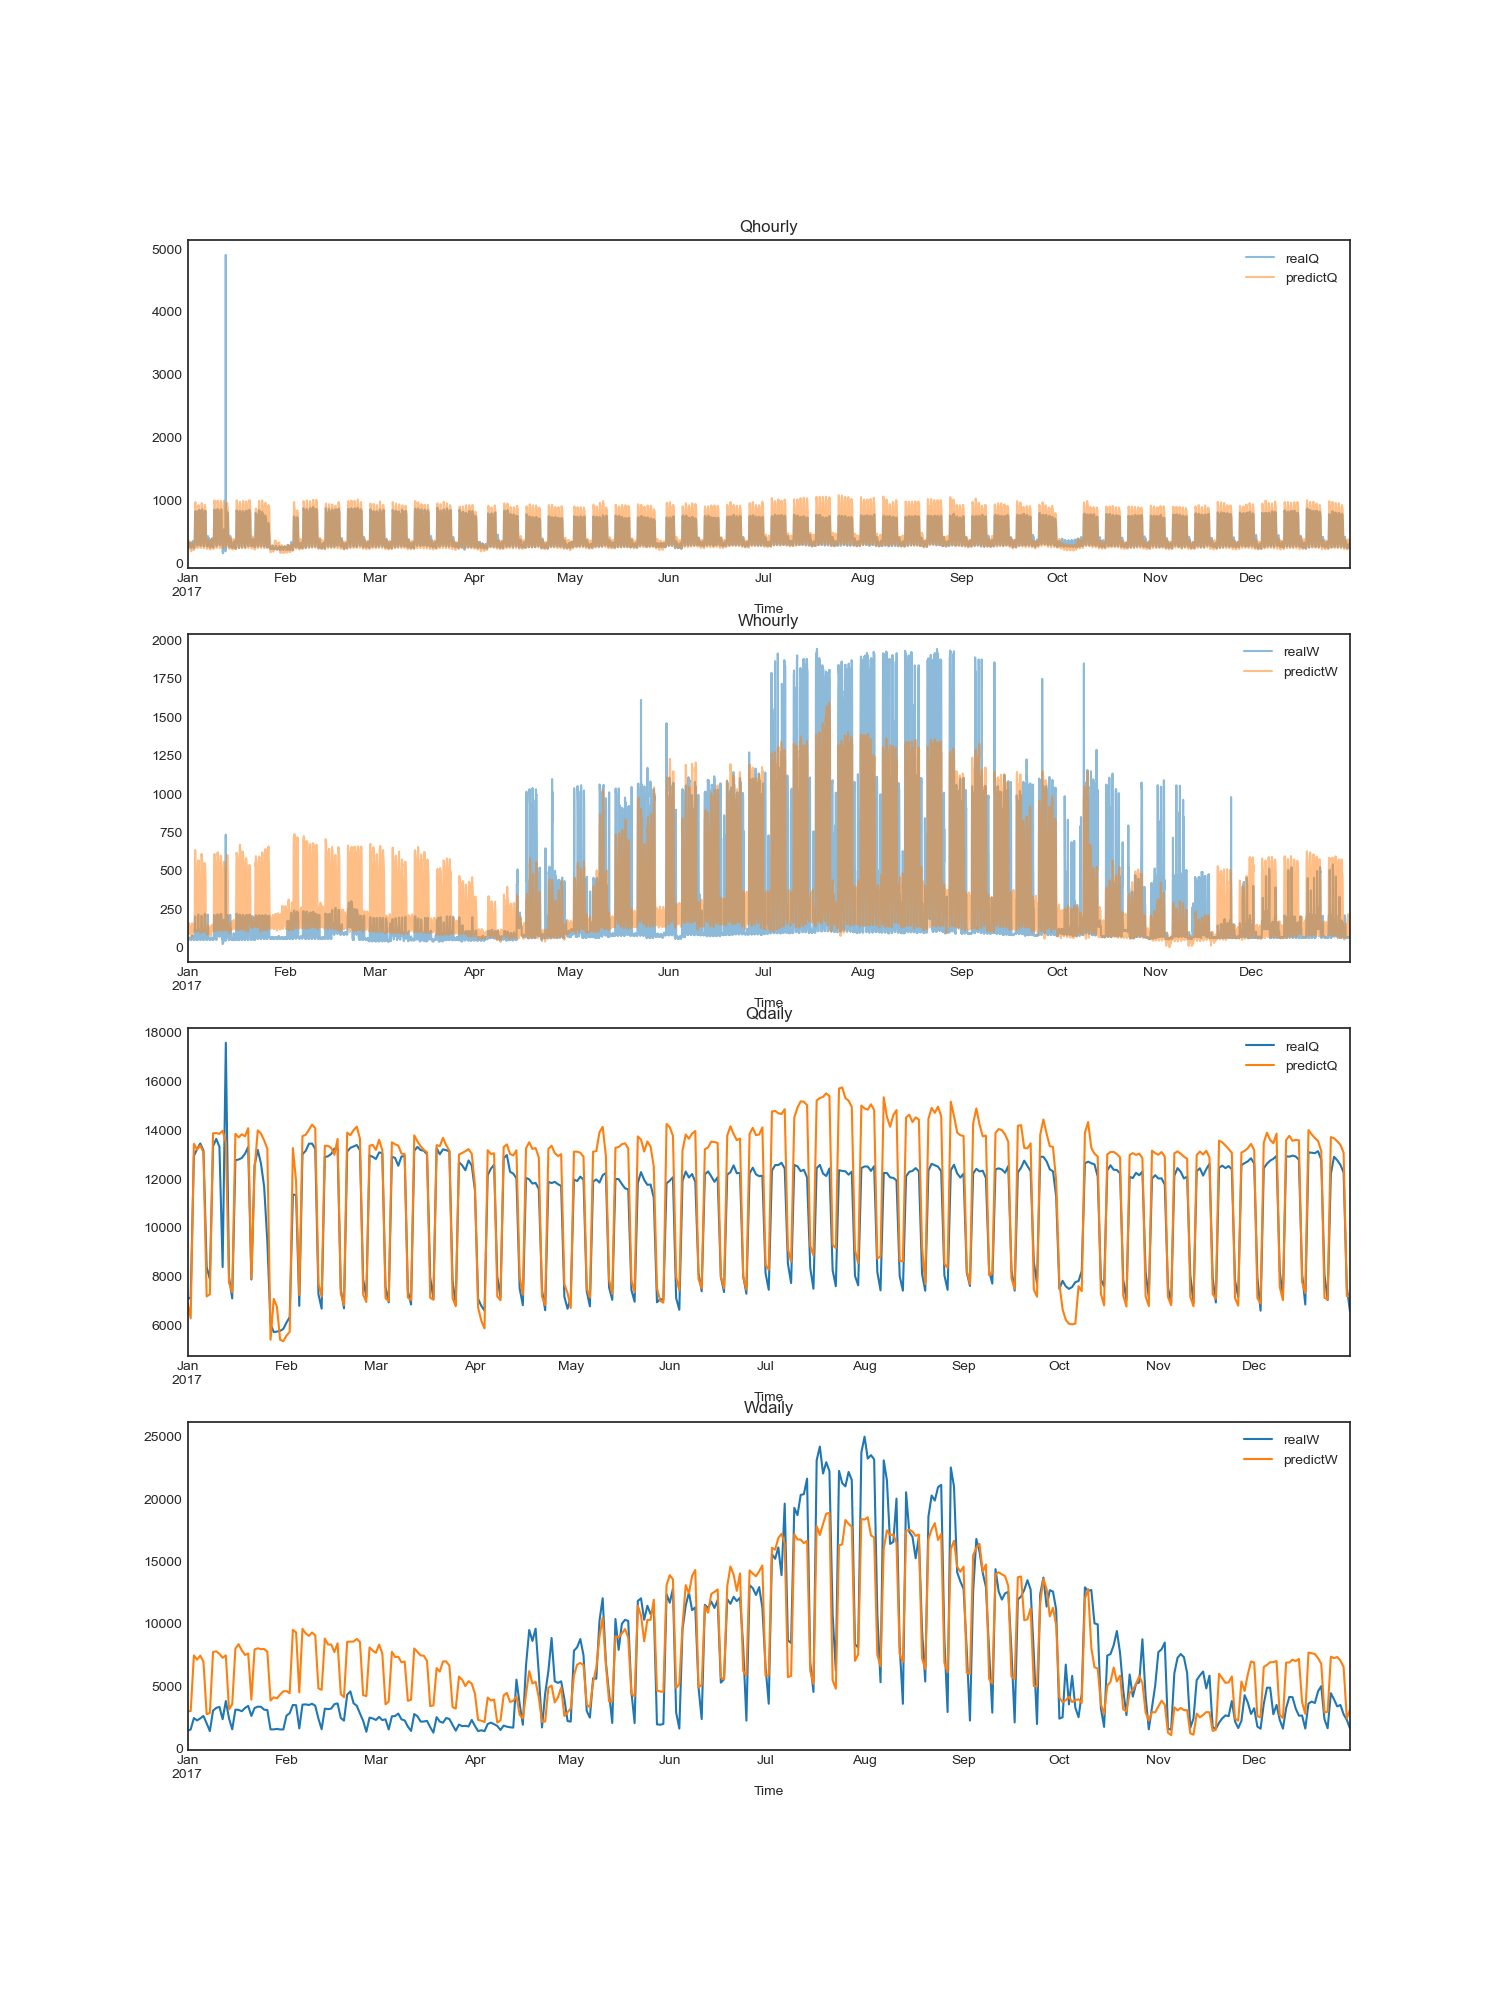 Qhourly
5000
realQ
predictQ
4000
3000
2000
1000
0
Jan Feb Mar Apr May Jun Jul Aug Sep Oct Nov Dec
2017
Time
Whourly
2000
realW
predictW
1750
1500
1250
1000
750
500
250
0
Jan Feb Mar Apr May Jun Jul Aug Sep Oct Nov Dec
2017
Time
Qdaily
18000
realQ
predictQ
16000
14000
12000
10000
8000
6000
Jan Feb Mar Apr May Jun Jul Aug Sep Oct Nov Dec
2017
Time
Wdaily
25000
realW
predictW
20000
15000
10000
5000
0
Jan Feb Mar Apr May Jun Jul Aug Sep Oct Nov Dec
2017
Time